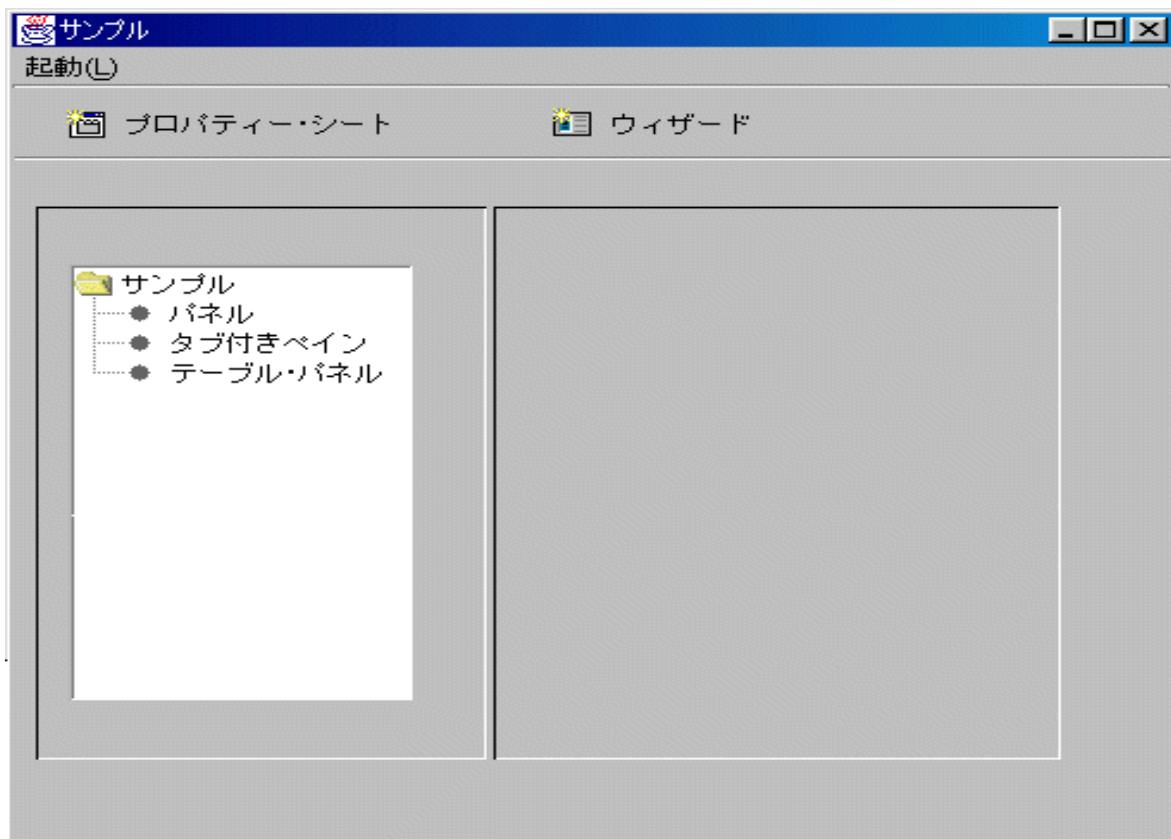 サンプル
起動(L)
プロパティー・シート ウィザード
サンプル
パネル
タブ付きペイン
テーブル・パネル